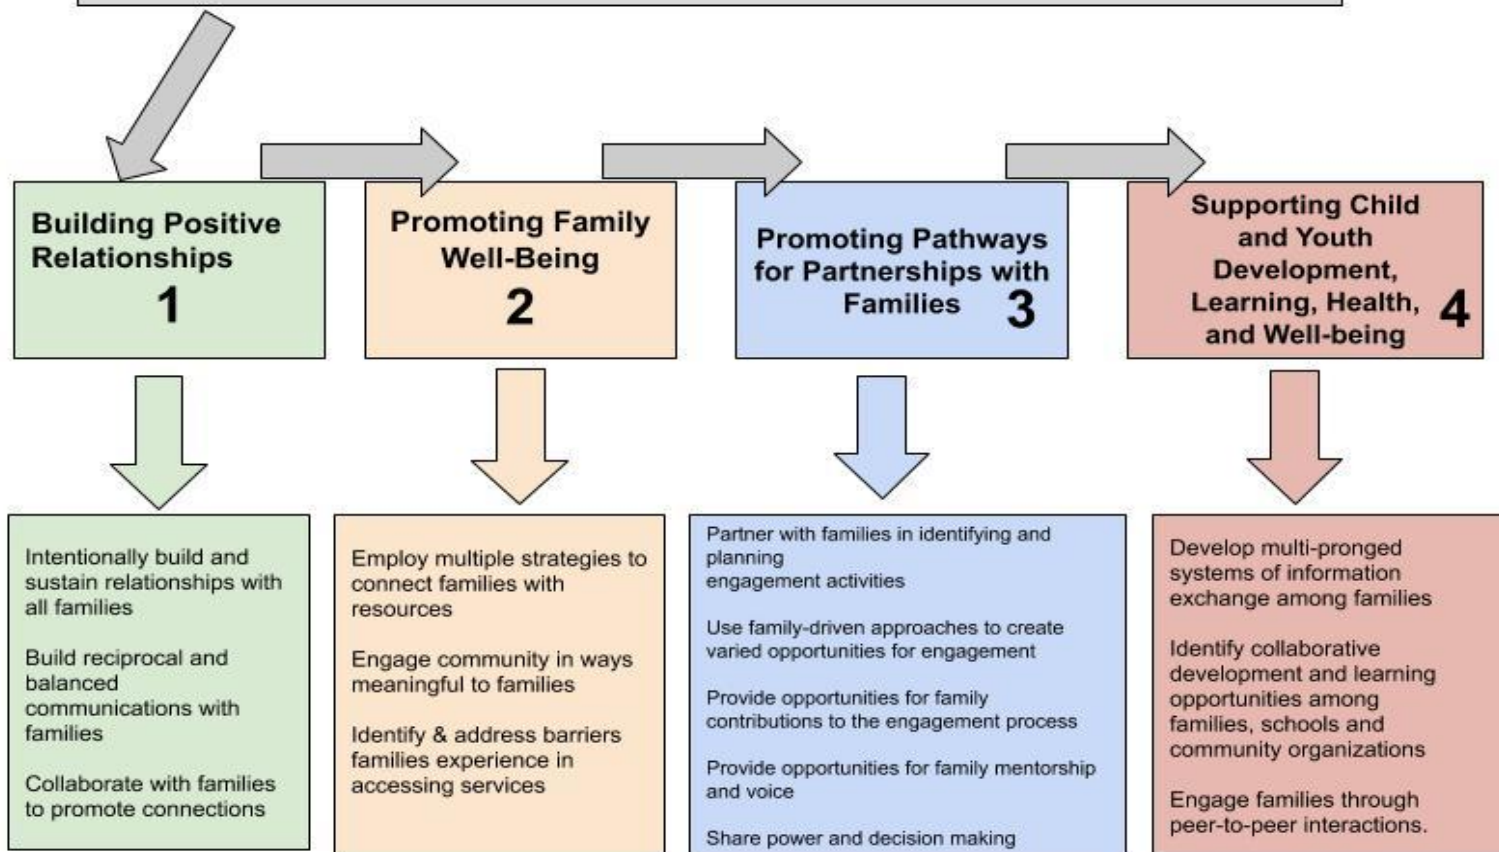 Building Positive
Relationships
1
Promoting Family
Well-Being
2
Promoting Pathways
for Partnerships with
Families
3
Supporting Child
and Youth
Development,
Learning, Health,
and Well-being
4
Intentionally build and
sustain relationships with
all families
Build reciprocal and
balanced
communications with
families
Collaborate with families
to promote connections
Employ multiple strategies to
connect families with
resources
Engage community in ways
meaningful to families
Identify & address barriers
families experience in
accessing services
Partner with families in identifying and
planning
engagement activities
Use family-driven approaches to create
varied opportunities for engagement
Provide opportunities for family
contributions to the engagement process
Provide opportunities for family mentorship
and voice
Share power and decision making
Develop multi-pronged
systems of information
exchange among families
Identify collaborative
development and learning
opportunities among
families, schools and
community organizations
Engage families through
peer-to-peer interactions.